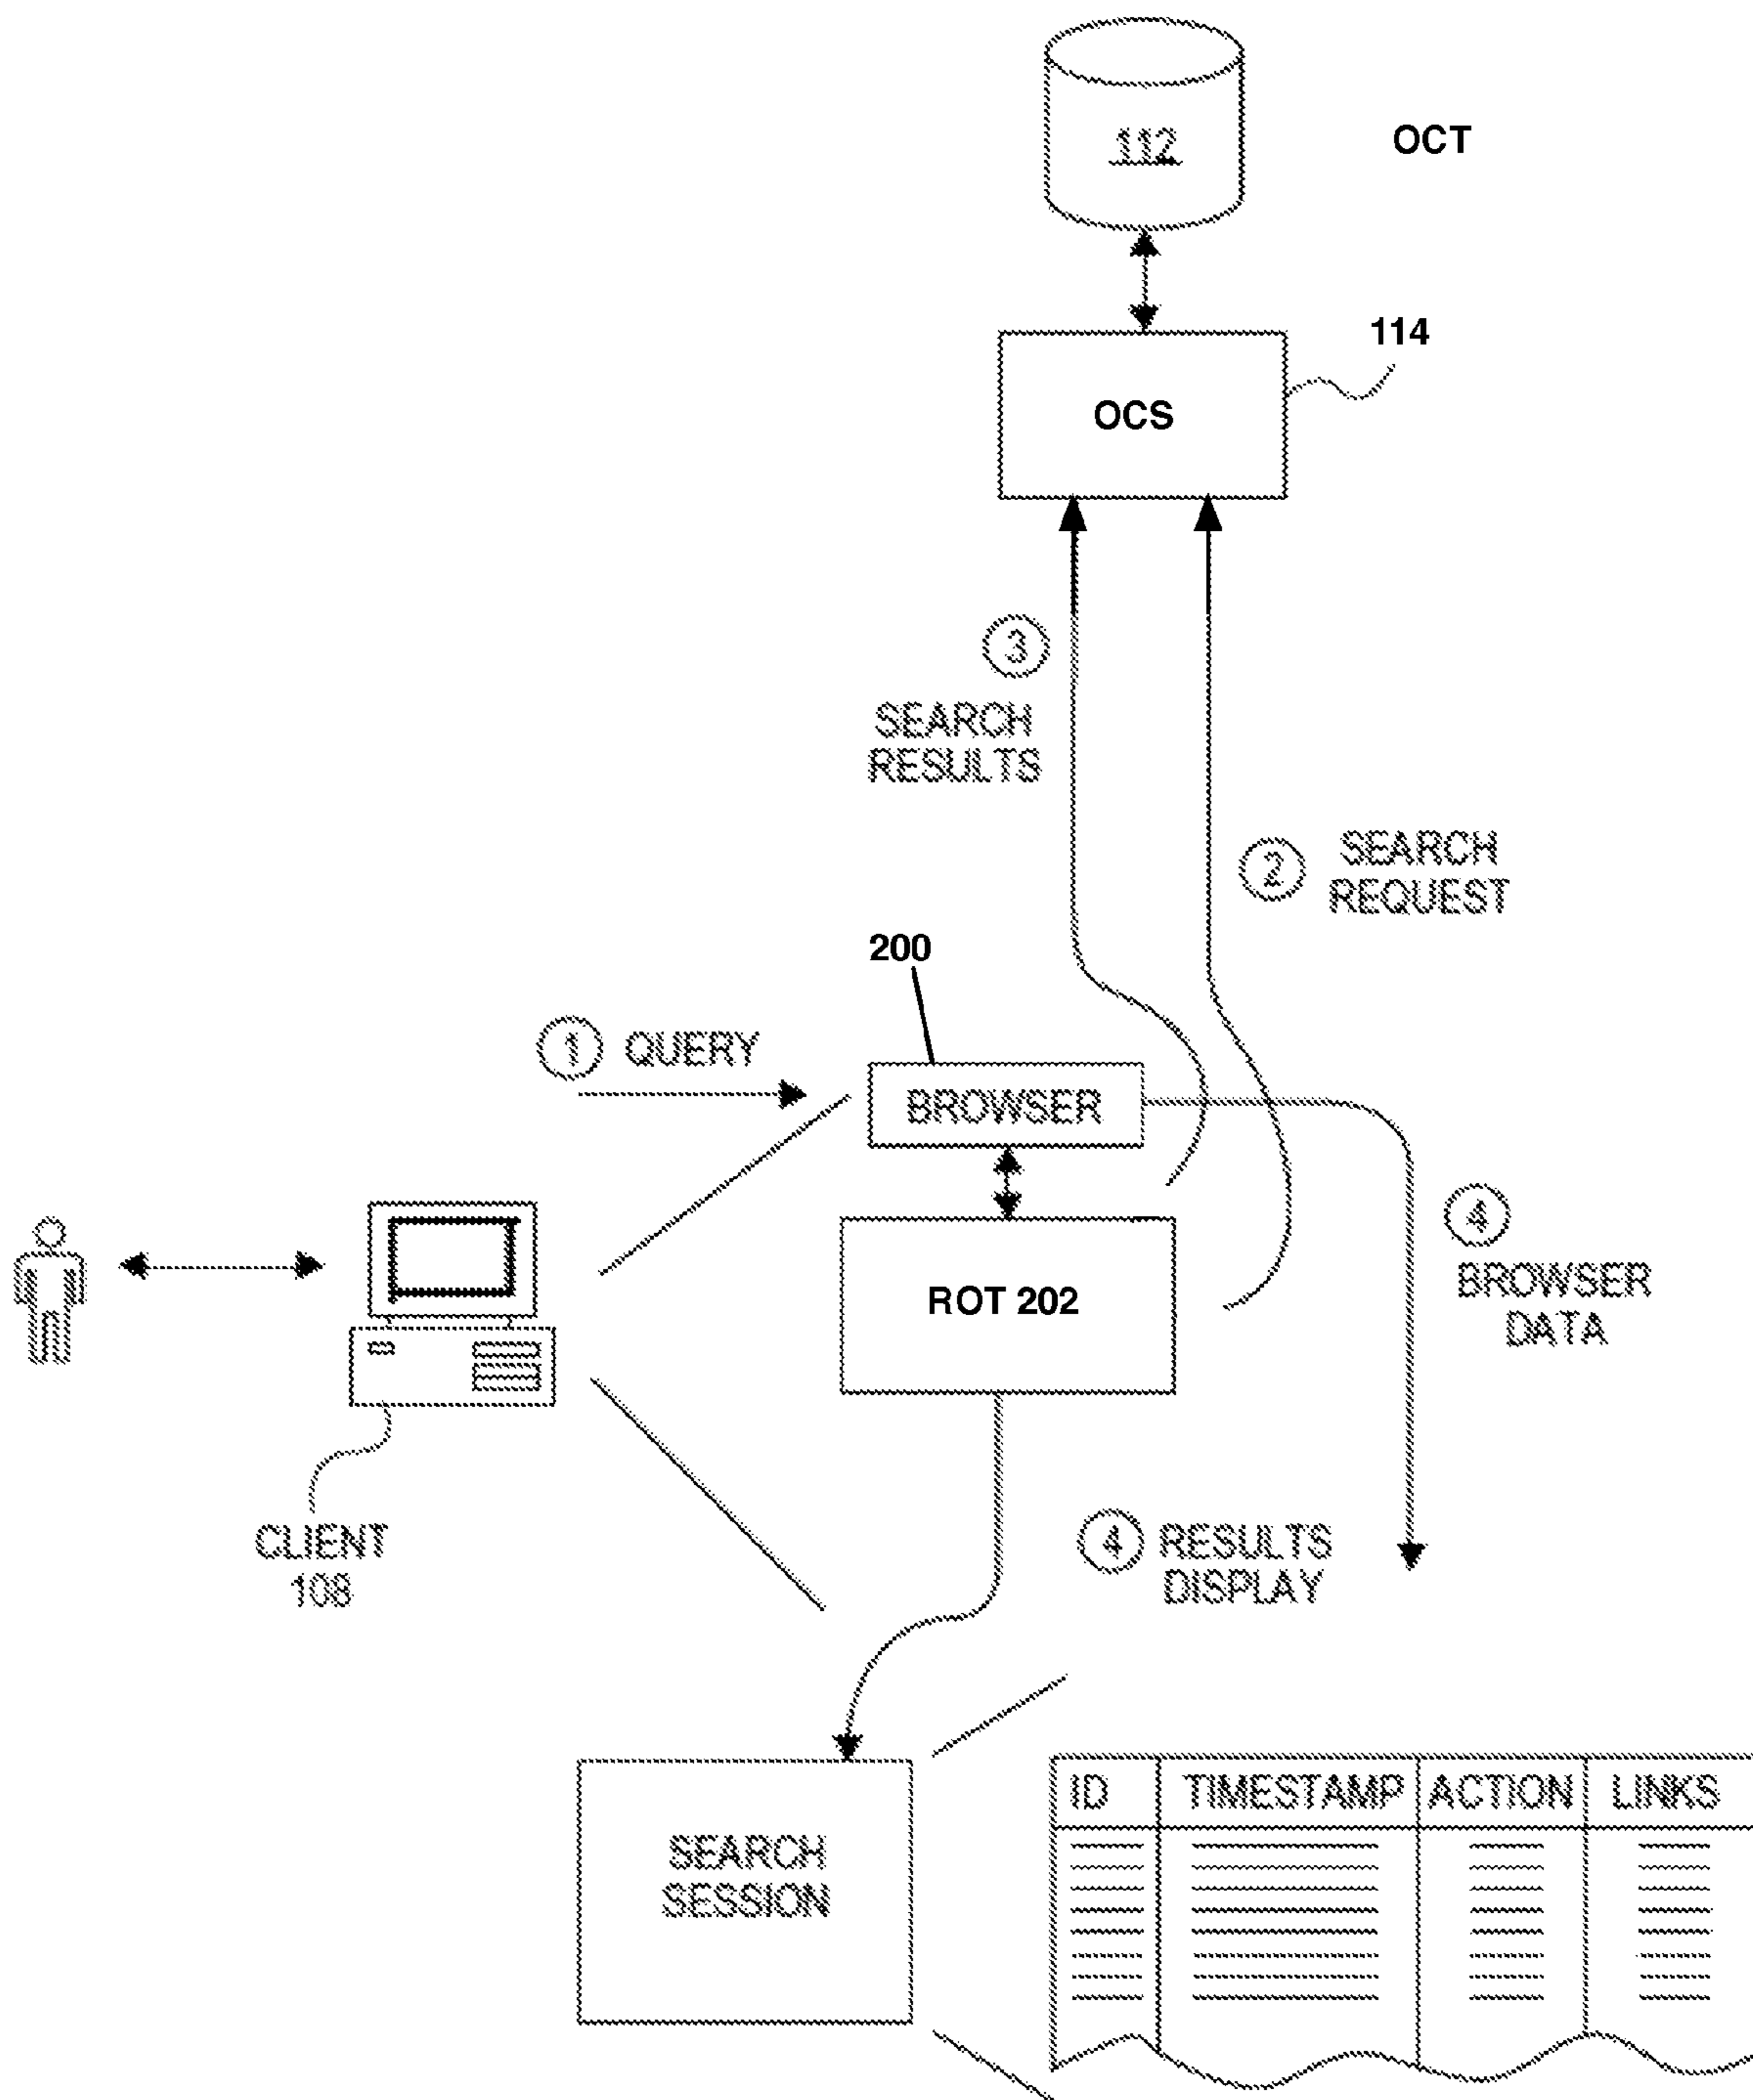 112
OCT
114
OCS
3
SEARCH
RESULTS
2
SEARCH
REQUEST
200
1 QUERY
BROWSER
4
BROWSER
DATA
ROT 202
CLIENT
108
4 RESULTS
DISPLAY
SEARCH
SESSION
ID TIMESTAMP ACTION LINKS